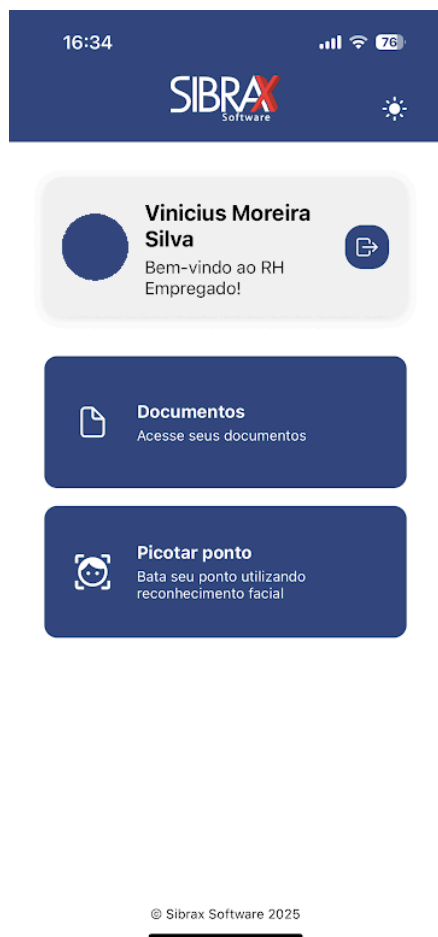 16:34
76
SIBRAX
Software
Vinicius Moreira
Silva
Bem-vindo ao RH
Empregado!
Documentos
Acesse seus documentos
Picotar ponto
Bata seu ponto utilizando
reconhecimento facial
© Sibrax Software 2025